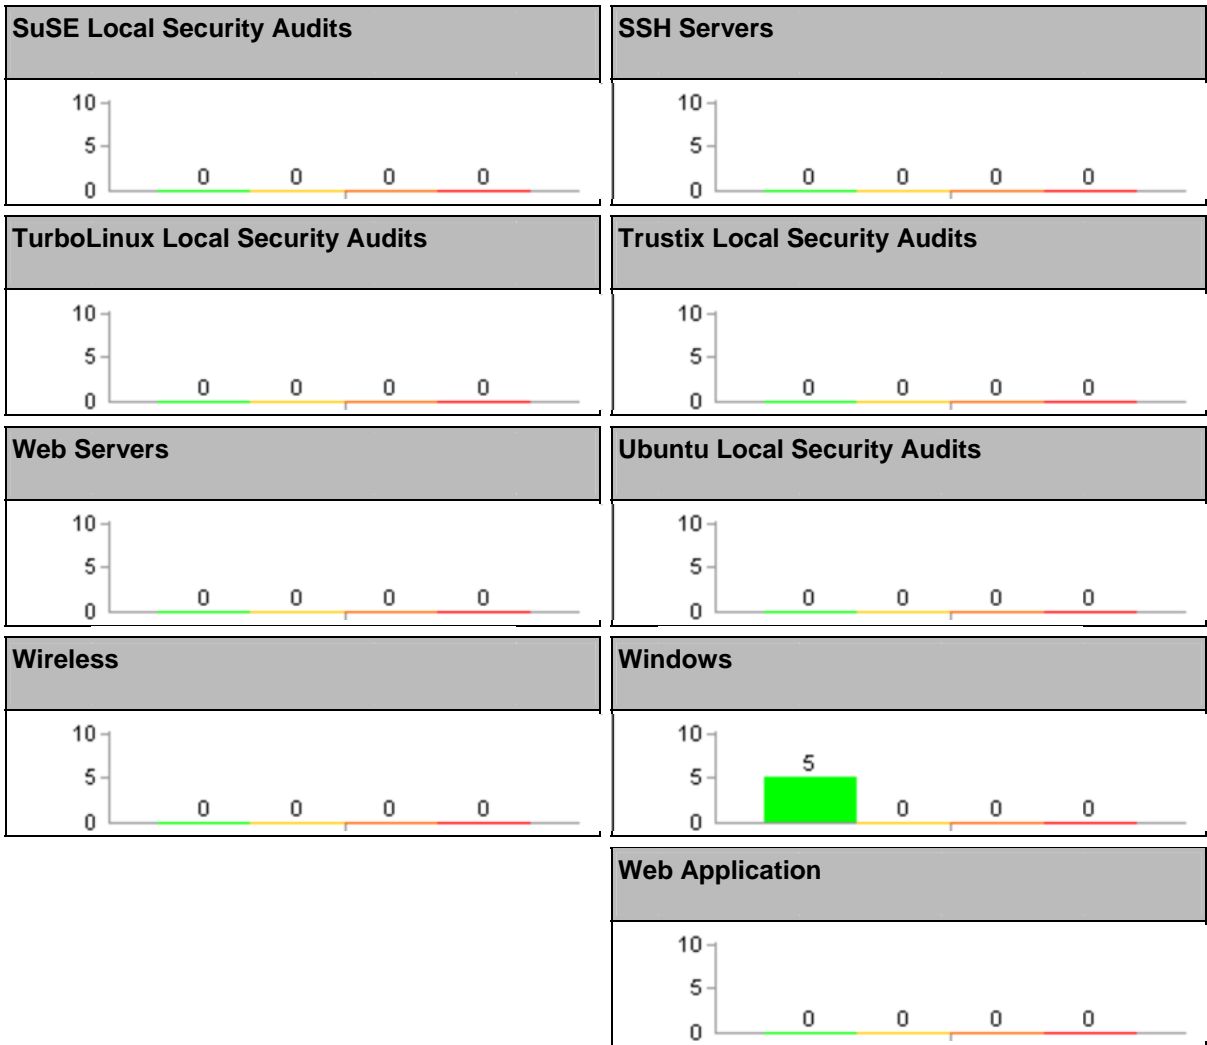 SuSE Local Security Audits
10
5
0
0 0 0 0
SSH Servers
10
5
0
0 0 0 0
TurboLinux Local Security Audits
10
5
0
0 0 0 0
Trustix Local Security Audits
10
5
0
0 0 0 0
Web Servers
10
5
0
0 0 0 0
Ubuntu Local Security Audits
10
5
0
0 0 0 0
Wireless
10
5
0
0 0 0 0
Windows
10
5
0
5 0 0 0
Web Application
10
5
0
0 0 0 0